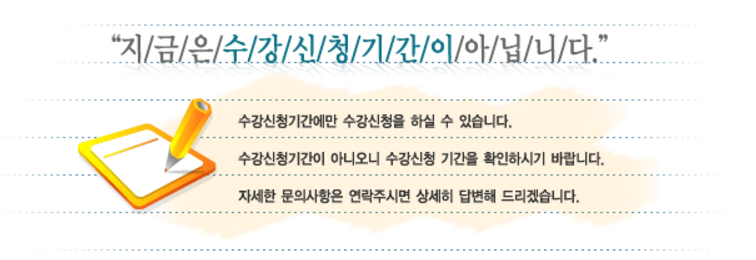 “지/금/은/수/강/신/청/기/간/이/아/닙/니/다.”
수강신청기간에만 수강신청을 하실 수 있습니다.
수강신청기간이 아니오니 수강신청 기간을 확인하시기 바랍니다.
자세한 문의사항은 연락주시면 상세히 답변해 드리겠습니다.